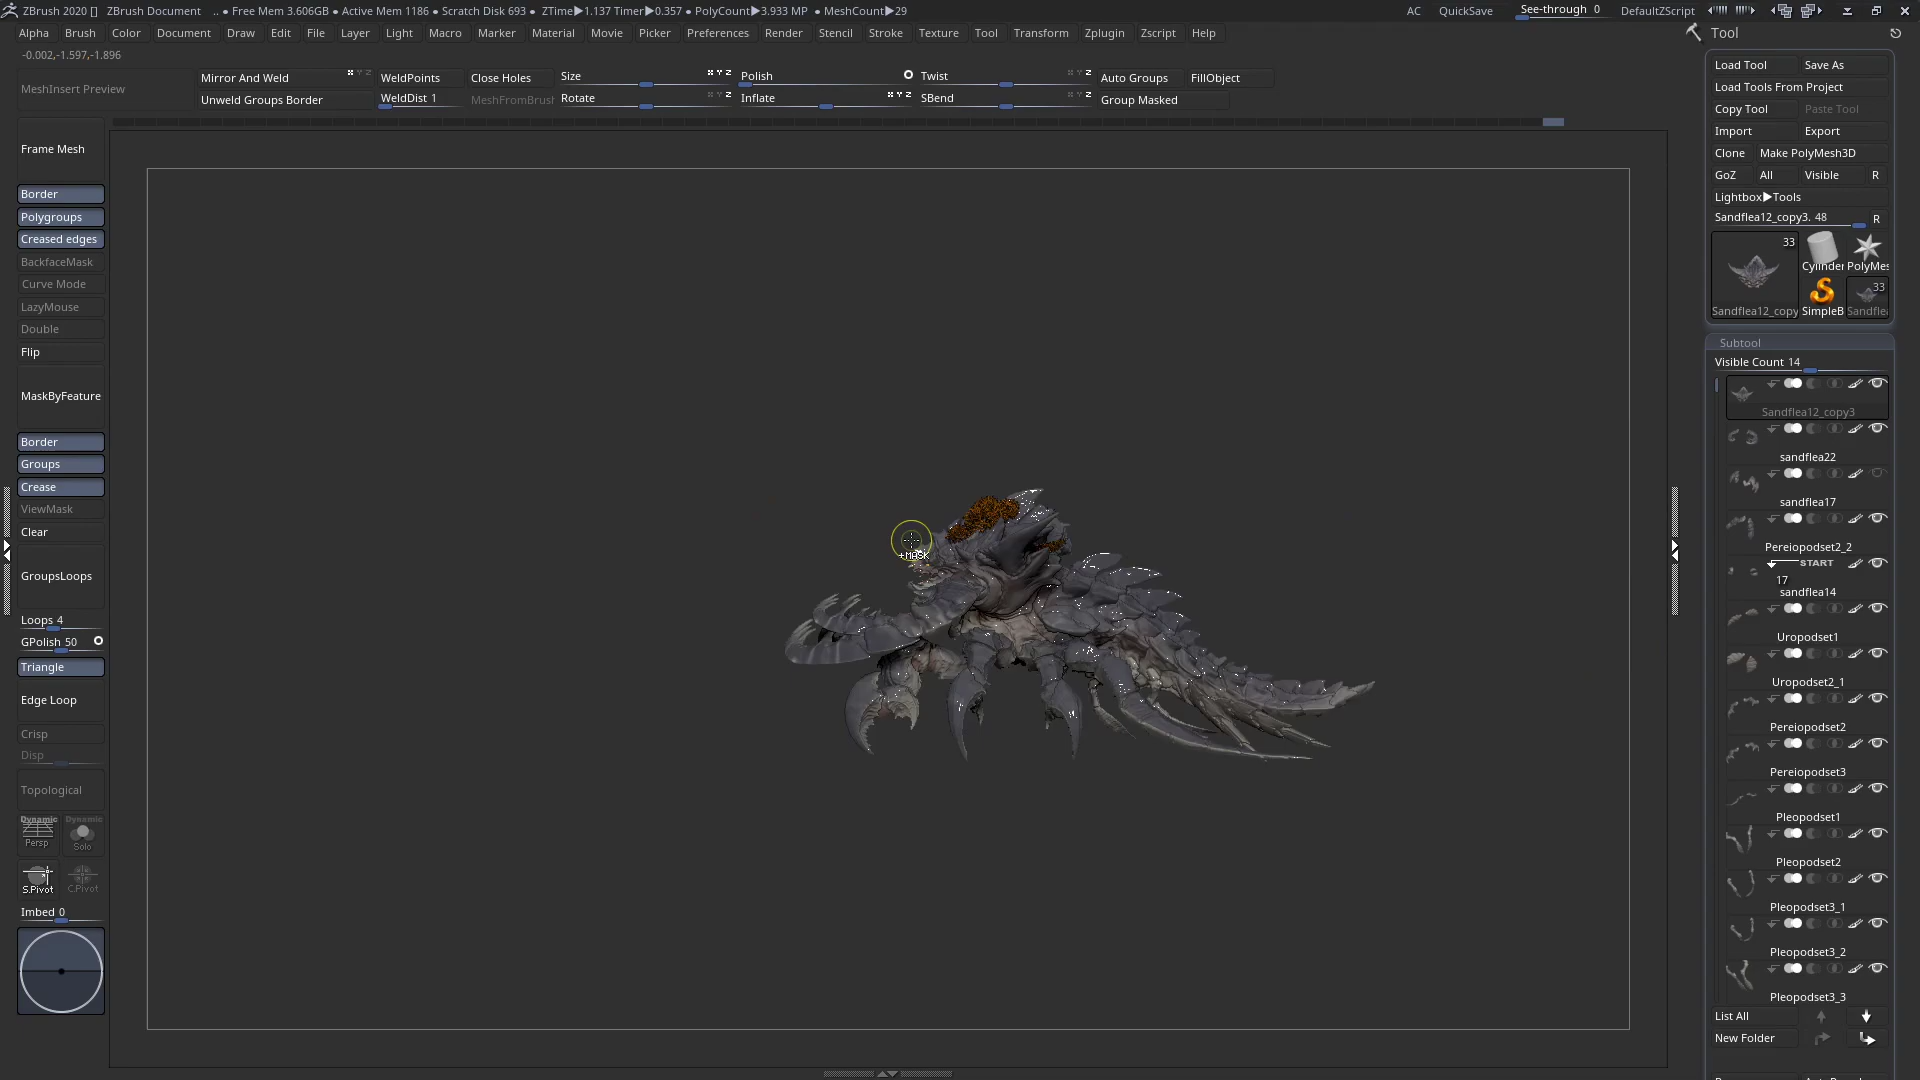 ZBrush 2020 [] ZBrush Document .. ● Free Mem 3.606GB ● Active Mem 1186 ● Scratch Disk 693 ● ZTime▶1.137 Timer▶0.357 ● PolyCount▶3.933 MP ● MeshCount▶29 AC QuickSave See-through 0 DefaultZScript
Alpha Brush Color Document Draw Edit File Layer Light Macro Marker Material Movie Picker Preferences Render Stencil Stroke Texture Tool Transform Zplugin Zscript Help
-0.002,-1.597,-1.896
MeshInsert Preview
Mirror And Weld WeldPoints Close Holes Size Polish Twist Auto Groups FillObject
Unweld Groups Border WeldDist 1 MeshFromBrush Rotate Inflate SBend Group Masked
Frame Mesh
Border
Polygroups
Creased edges
BackfaceMask
Curve Mode
LazyMouse
Double
Flip
MaskByFeature
Border
Groups
Crease
ViewMask
Clear
GroupsLoops
Loops 4
GPolish 50
Triangle
Edge Loop
Crisp
Disp
Topological
Dynamic Dynamic
Persp Solo
S.Pivot C.Pivot
Imbed 0
+MASK
Tool
Load Tool Save As
Load Tools From Project
Copy Tool Paste Tool
Import Export
Clone Make PolyMesh3D
GoZ All Visible R
Lightbox▶Tools
Sandflea12_copy3. 48 R
33
Cylinder PolyMes
33
Sandflea12_copy SimpleB Sandflea
Subtool
Visible Count 14
Sandflea12_copy3
sandflea22
sandflea17
Pereiopodset2_2
START
17
sandflea14
Uropodset1
Uropodset2_1
Pereiopodset2
Pereiopodset3
Pleopodset1
Pleopodset2
Pleopodset3_1
Pleopodset3_2
Pleopodset3_3
List All
New Folder